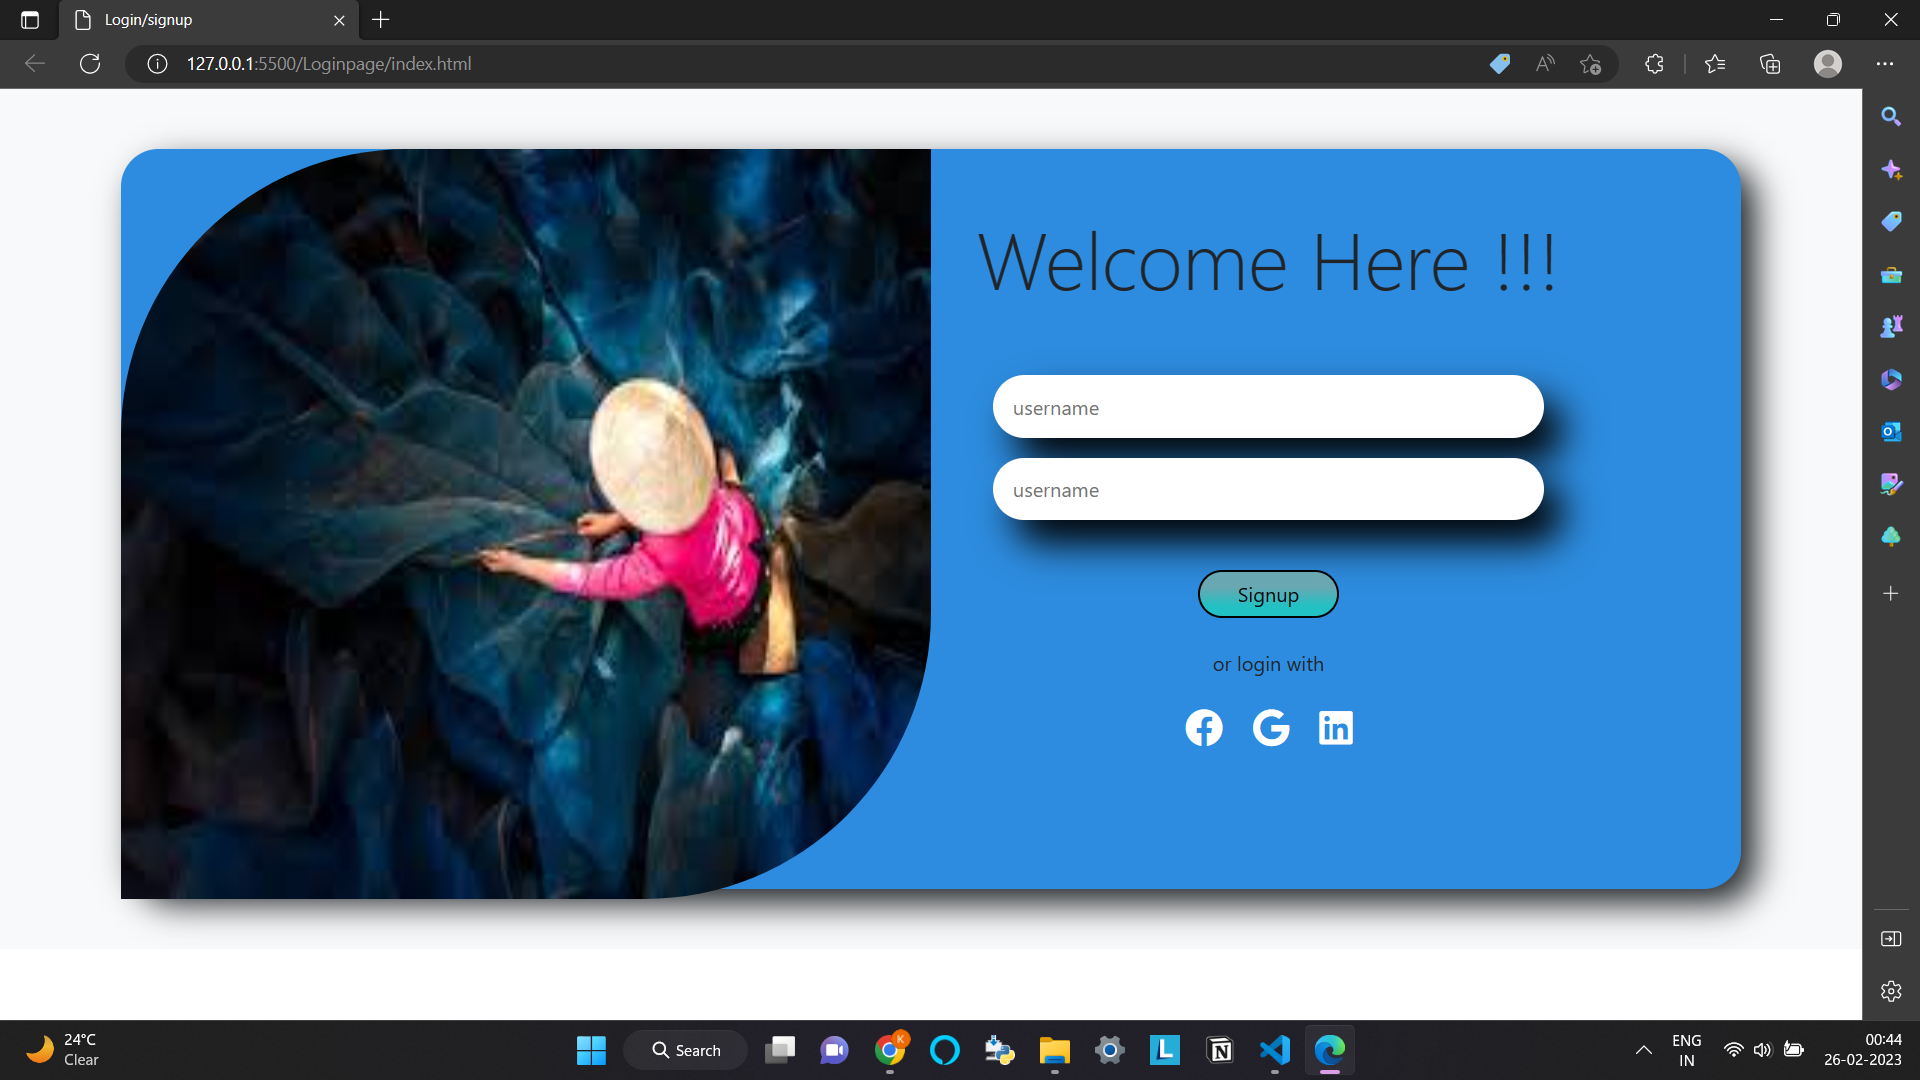 Login/signup
127.0.0.1:5500/Loginpage/index.html
Welcome Here !!!
username
username
Signup
or login with
24°C
Clear
Search
K
ENG
IN
00:44
26-02-2023